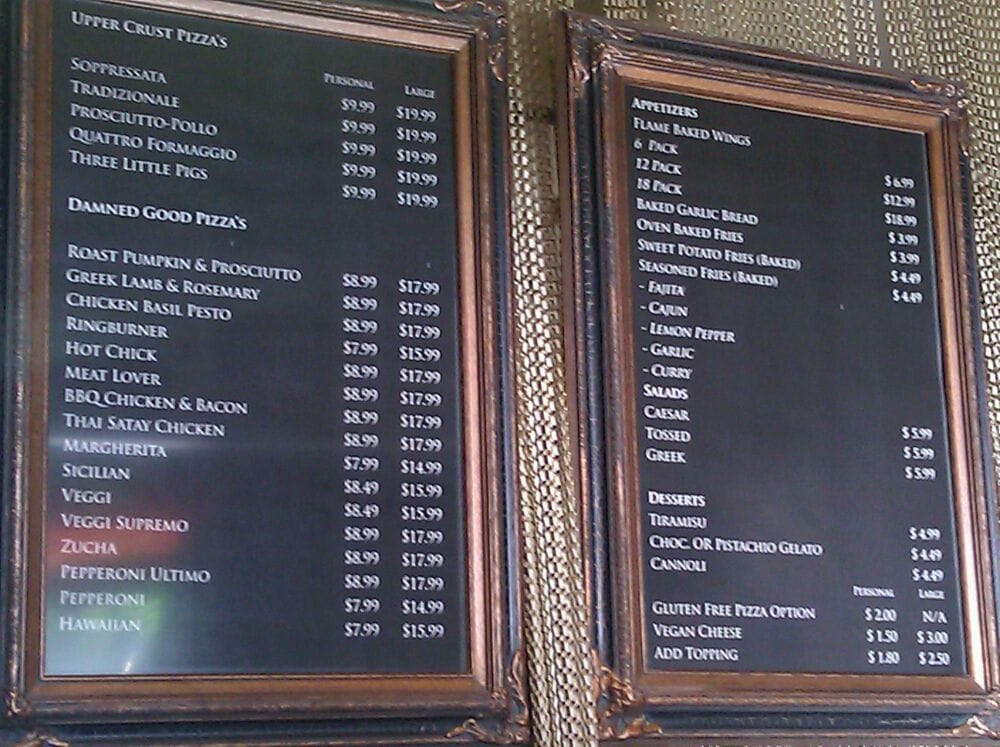 UPPER CRUST PIZZA'S
PERSONAL LARGE
SOPPRESSATA $9.99 $19.99
TRADIZIONALE $9.99 $19.99
PROSCIUTTO-POLLO $9.99 $19.99
QUATTRO FORMAGGIO $9.99 $19.99
THREE LITTLE PIGS $9.99 $19.99
DAMNED GOOD PIZZA'S
ROAST PUMPKIN & PROSCIUTTO $8.99 $17.99
GREEK LAMB & ROSEMARY $8.99 $17.99
CHICKEN BASIL PESTO $8.99 $17.99
RINGBURNER $7.99 $15.99
HOT CHICK $8.99 $17.99
MEAT LOVER $8.99 $17.99
BBQ CHICKEN & BACON $8.99 $17.99
THAI SATAY CHICKEN $8.99 $17.99
MARGHERITA $7.99 $14.99
SICILIAN $8.49 $15.99
VEGGI $8.49 $15.99
VEGGI SUPREMO $8.99 $17.99
ZUCHA $8.99 $17.99
PEPPERONI ULTIMO $8.99 $17.99
PEPPERONI $7.99 $14.99
HAWAIIAN $7.99 $15.99
APPETIZERS
FLAME BAKED WINGS
6 PACK $6.99
12 PACK $12.99
18 PACK $18.99
BAKED GARLIC BREAD $3.99
OVEN BAKED FRIES $3.99
SWEET POTATO FRIES (BAKED) $4.49
SEASONED FRIES (BAKED) $4.49
- FAJITA
- CAJUN
- LEMON PEPPER
- GARLIC
- CURRY
SALADS
CAESAR $5.99
TOSSED $5.99
GREEK $5.99
DESSERTS
TIRAMISU $4.99
CHOC. OR PISTACHIO GELATO $4.49
CANNOLI $4.49
PERSONAL LARGE
GLUTEN FREE PIZZA OPTION $2.00 N/A
VEGAN CHEESE $1.50 $3.00
ADD TOPPING $1.80 $2.50